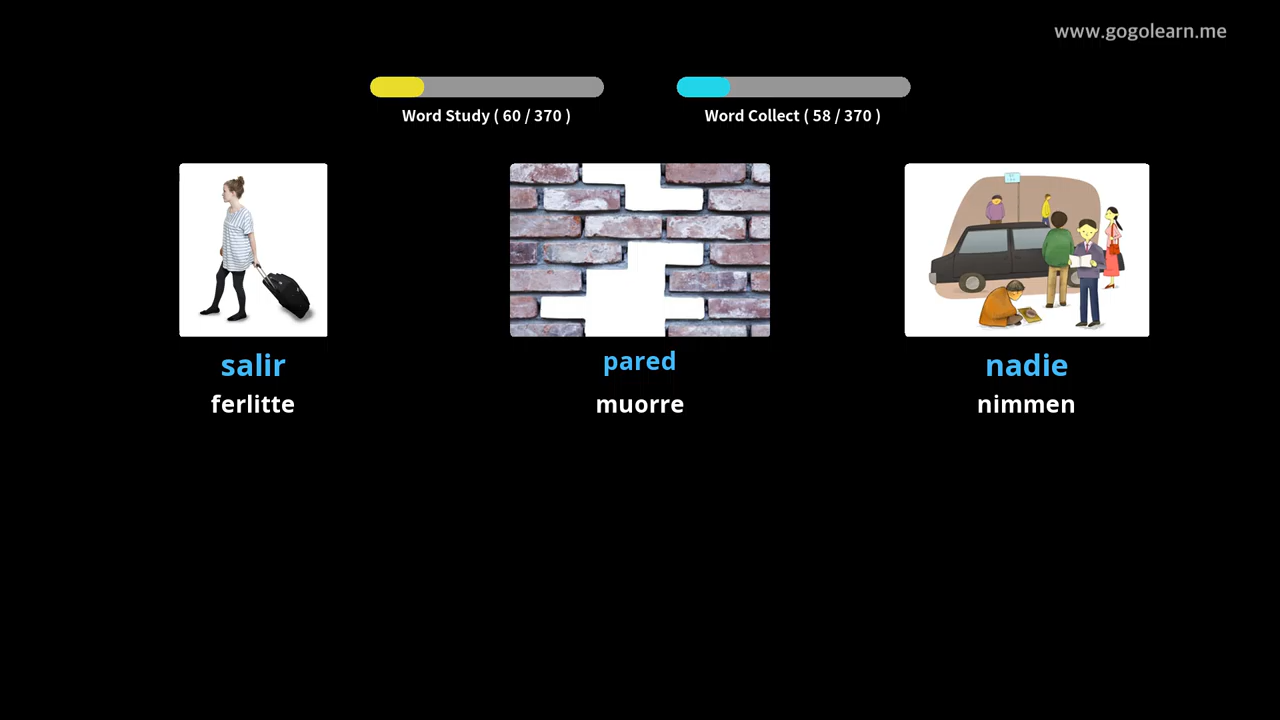 www.gogolearn.me
Word Study ( 60 / 370 )
Word Collect ( 58 / 370 )
salir
pared
nadie
ferlitte
muorre
nimmen